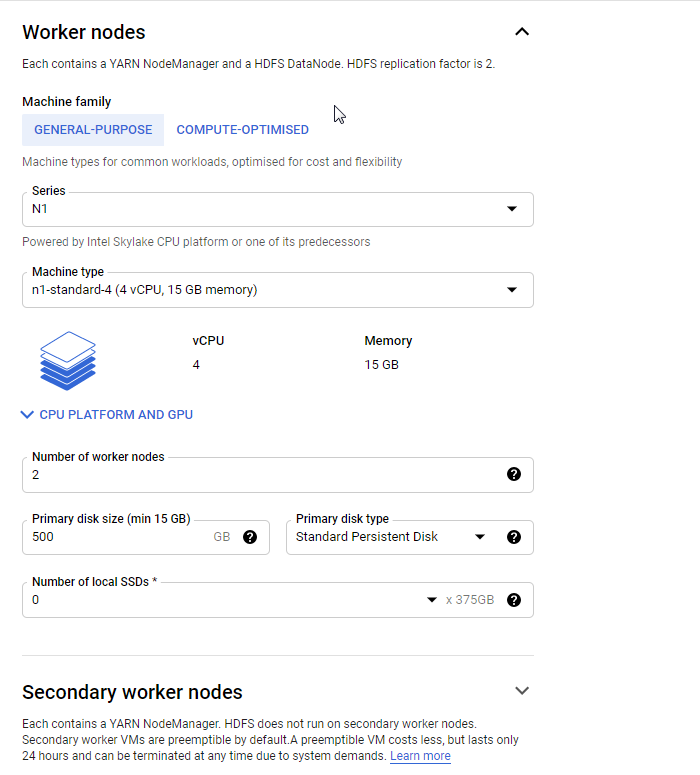 Worker nodes
Each contains a YARN NodeManager and a HDFS DataNode. HDFS replication factor is 2.
Machine family
GENERAL-PURPOSE COMPUTE-OPTIMISED
Machine types for common workloads, optimised for cost and flexibility
Series
N1
Powered by Intel Skylake CPU platform or one of its predecessors
Machine type
n1-standard-4 (4 vCPU, 15 GB memory)
vCPU Memory
4 15 GB
CPU PLATFORM AND GPU
Number of worker nodes
2
Primary disk size (min 15 GB) Primary disk type
500 GB Standard Persistent Disk
Number of local SSDs *
0 x 375GB
Secondary worker nodes
Each contains a YARN NodeManager. HDFS does not run on secondary worker nodes.
Secondary worker VMs are preemptible by default.A preemptible VM costs less, but lasts only
24 hours and can be terminated at any time due to system demands. Learn more